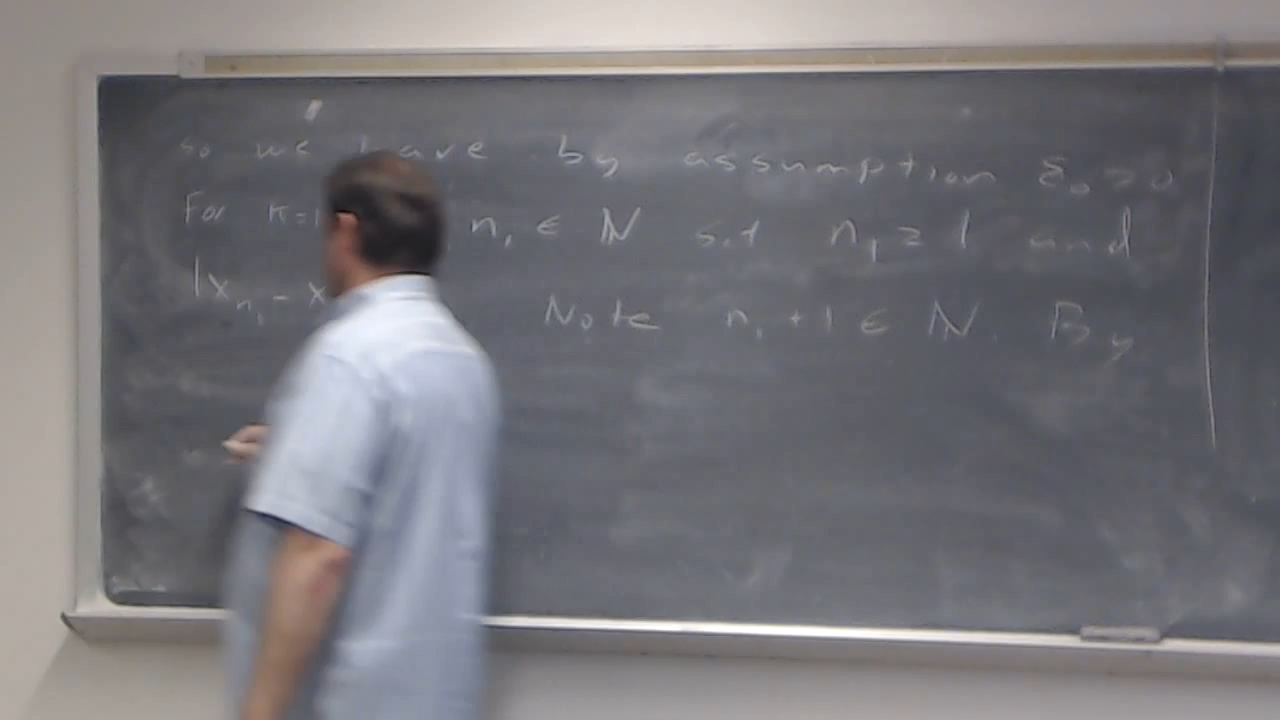 so we have by assumption ε₀>0
For K=1 n₁ ∈ ℕ s.t n₁ ≥ 1 and
|x_{n₁} - x Note n₁+1 ∈ ℕ. By